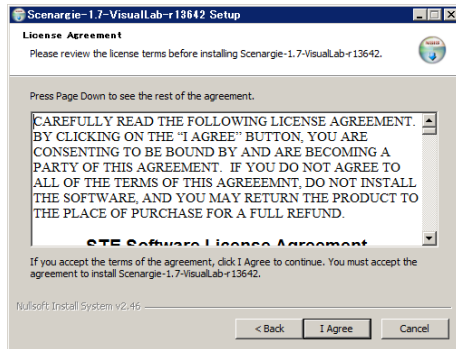 Scenargie-1.7-VisualLab-r13642 Setup
License Agreement
Please review the license terms before installing Scenargie-1.7-VisualLab-r13642.
Press Page Down to see the rest of the agreement.
CAREFULLY READ THE FOLLOWING LICENSE AGREEMENT.
BY CLICKING ON THE “I AGREE” BUTTON, YOU ARE
CONSENTING TO BE BOUND BY AND ARE BECOMING A
PARTY OF THIS AGREEMENT.  IF YOU DO NOT AGREE TO
ALL OF THE TERMS OF THIS AGREEEMNT, DO NOT INSTALL
THE SOFTWARE, AND YOU MAY RETURN THE PRODUCT TO
THE PLACE OF PURCHASE FOR A FULL REFUND.
STE Software License Agreement
If you accept the terms of the agreement, click I Agree to continue. You must accept the
agreement to install Scenargie-1.7-VisualLab-r13642.
Nullsoft Install System v2.46
< Back I Agree Cancel